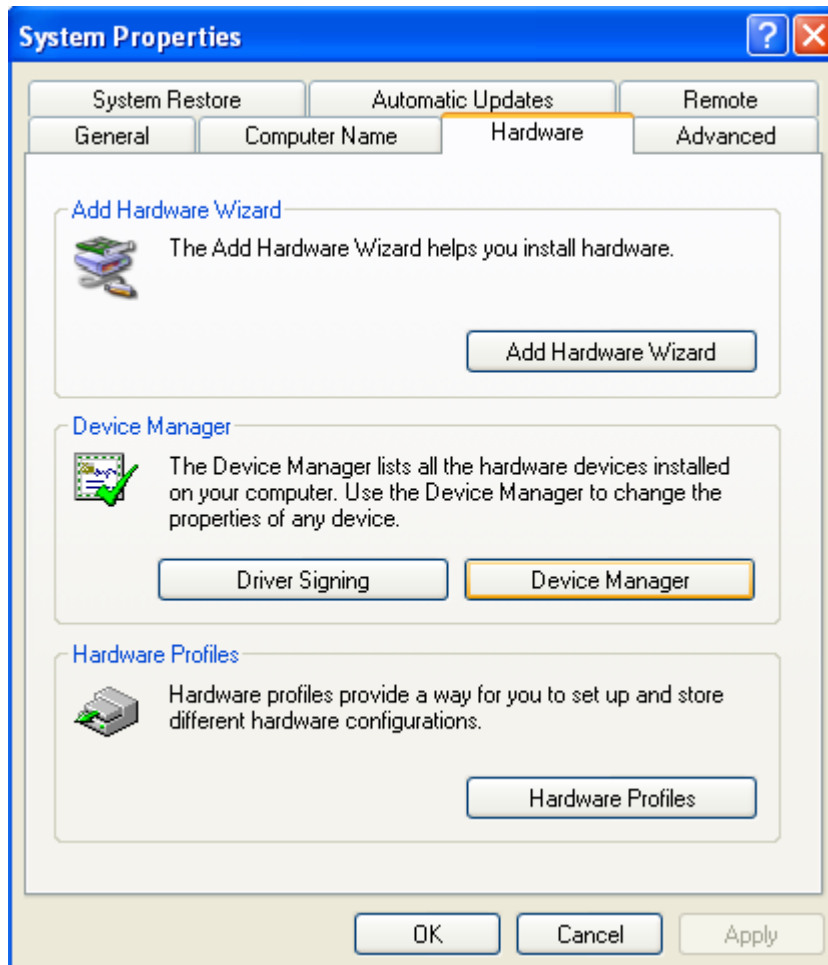 System Properties
System Restore
Automatic Updates
Remote
General
Computer Name
Hardware
Advanced
Add Hardware Wizard
The Add Hardware Wizard helps you install hardware.
Add Hardware Wizard
Device Manager
The Device Manager lists all the hardware devices installed
on your computer. Use the Device Manager to change the
properties of any device.
Driver Signing
Device Manager
Hardware Profiles
Hardware profiles provide a way for you to set up and store
different hardware configurations.
Hardware Profiles
OK
Cancel
Apply